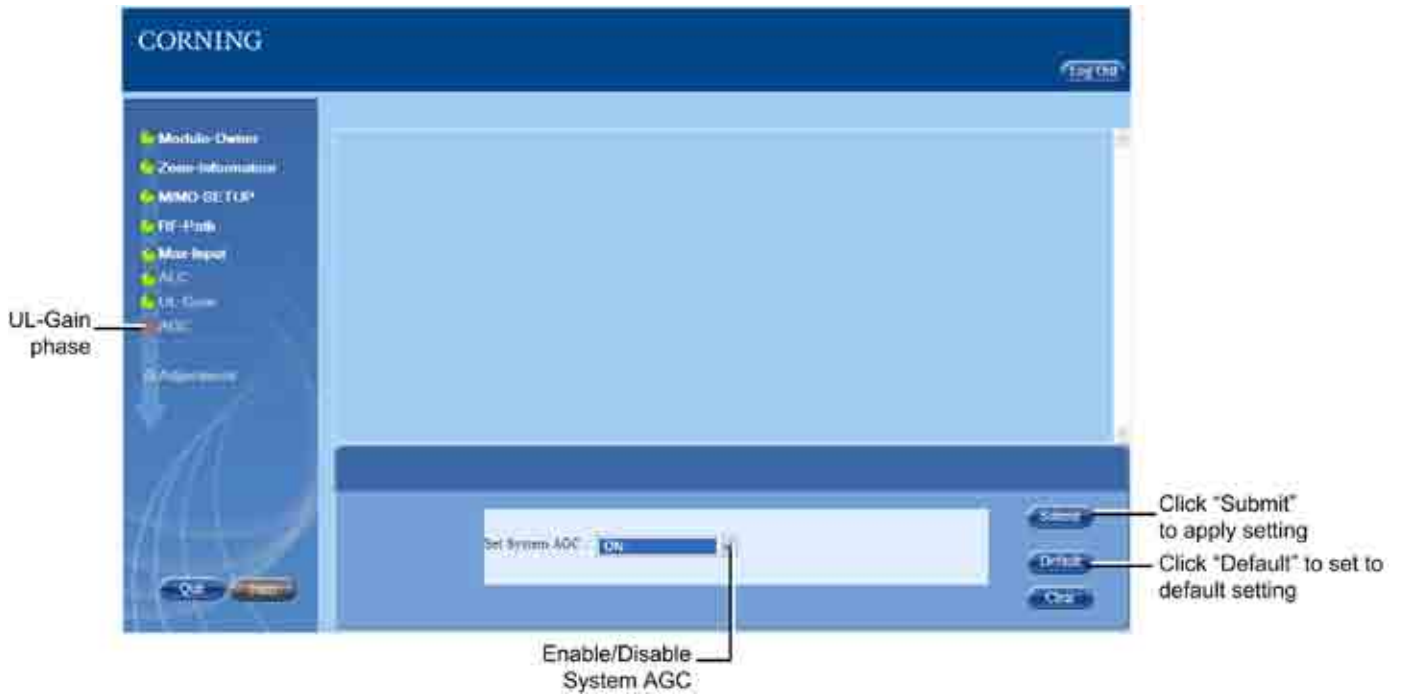 CORNING
Log Out
Module-Owner
Zone-Information
MIMO-SETUP
RF-Path
Max-Input
ALC
UL-Gain
AGC
Adjustment
UL-Gain
phase
Set System AGC
ON
Submit
Default
Clear
Quit
Click "Submit"
to apply setting
Click "Default" to set to
default setting
Enable/Disable
System AGC